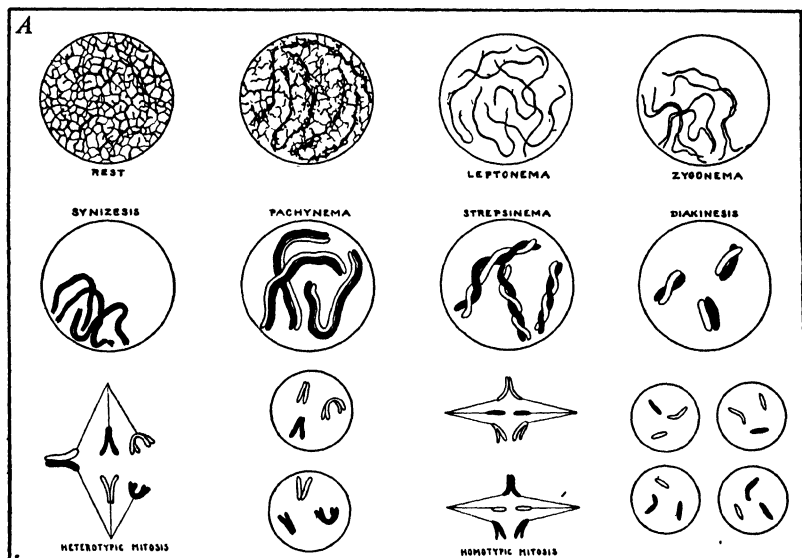 A
REST
LEPTONEMA
ZYGONEMA
SYNIZESIS
PACHYNEMA
STREPSINEMA
DIAKINESIS
HETEROTYPIC MITOSIS
HOMOTYPIC MITOSIS